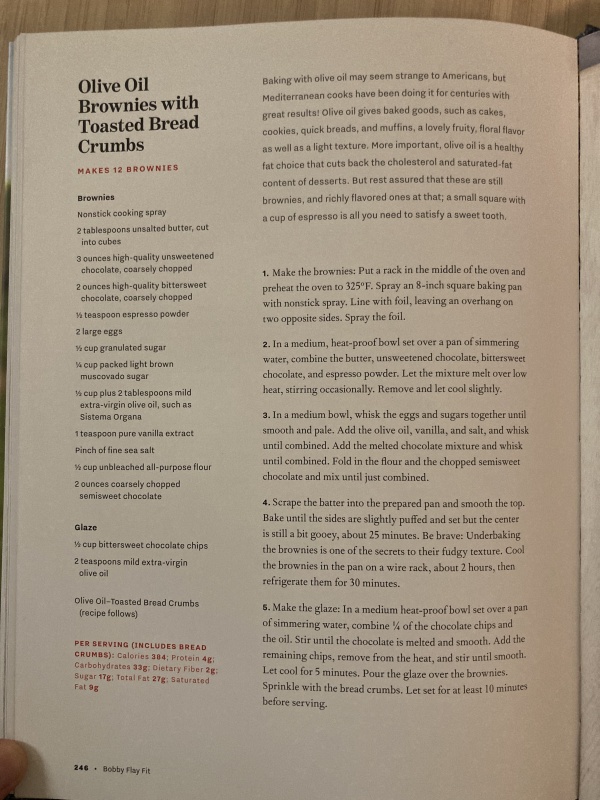 Olive Oil
Brownies with
Toasted Bread
Crumbs
MAKES 12 BROWNIES
Brownies
Nonstick cooking spray
2 tablespoons unsalted butter, cut
into cubes
3 ounces high-quality unsweetened
chocolate, coarsely chopped
2 ounces high-quality bittersweet
chocolate, coarsely chopped
½ teaspoon espresso powder
2 large eggs
½ cup granulated sugar
¼ cup packed light brown
muscovado sugar
½ cup plus 2 tablespoons mild
extra-virgin olive oil, such as
Sistema Organa
1 teaspoon pure vanilla extract
Pinch of fine sea salt
½ cup unbleached all-purpose flour
2 ounces coarsely chopped
semisweet chocolate
Glaze
½ cup bittersweet chocolate chips
2 teaspoons mild extra-virgin
olive oil
Olive Oil–Toasted Bread Crumbs
(recipe follows)
PER SERVING (INCLUDES BREAD
CRUMBS): Calories 384; Protein 4g;
Carbohydrates 33g; Dietary Fiber 2g;
Sugar 17g; Total Fat 27g; Saturated
Fat 9g
Baking with olive oil may seem strange to Americans, but
Mediterranean cooks have been doing it for centuries with
great results! Olive oil gives baked goods, such as cakes,
cookies, quick breads, and muffins, a lovely fruity, floral flavor
as well as a light texture. More important, olive oil is a healthy
fat choice that cuts back the cholesterol and saturated-fat
content of desserts. But rest assured that these are still
brownies, and richly flavored ones at that; a small square with
a cup of espresso is all you need to satisfy a sweet tooth.
1. Make the brownies: Put a rack in the middle of the oven and
preheat the oven to 325°F. Spray an 8-inch square baking pan
with nonstick spray. Line with foil, leaving an overhang on
two opposite sides. Spray the foil.
2. In a medium, heat-proof bowl set over a pan of simmering
water, combine the butter, unsweetened chocolate, bittersweet
chocolate, and espresso powder. Let the mixture melt over low
heat, stirring occasionally. Remove and let cool slightly.
3. In a medium bowl, whisk the eggs and sugars together until
smooth and pale. Add the olive oil, vanilla, and salt, and whisk
until combined. Add the melted chocolate mixture and whisk
until combined. Fold in the flour and the chopped semisweet
chocolate and mix until just combined.
4. Scrape the batter into the prepared pan and smooth the top.
Bake until the sides are slightly puffed and set but the center
is still a bit gooey, about 25 minutes. Be brave: Underbaking
the brownies is one of the secrets to their fudgy texture. Cool
the brownies in the pan on a wire rack, about 2 hours, then
refrigerate them for 30 minutes.
5. Make the glaze: In a medium heat-proof bowl set over a pan
of simmering water, combine ¼ of the chocolate chips and
the oil. Stir until the chocolate is melted and smooth. Add the
remaining chips, remove from the heat, and stir until smooth.
Let cool for 5 minutes. Pour the glaze over the brownies.
Sprinkle with the bread crumbs. Let set for at least 10 minutes
before serving.
246 • Bobby Flay Fit